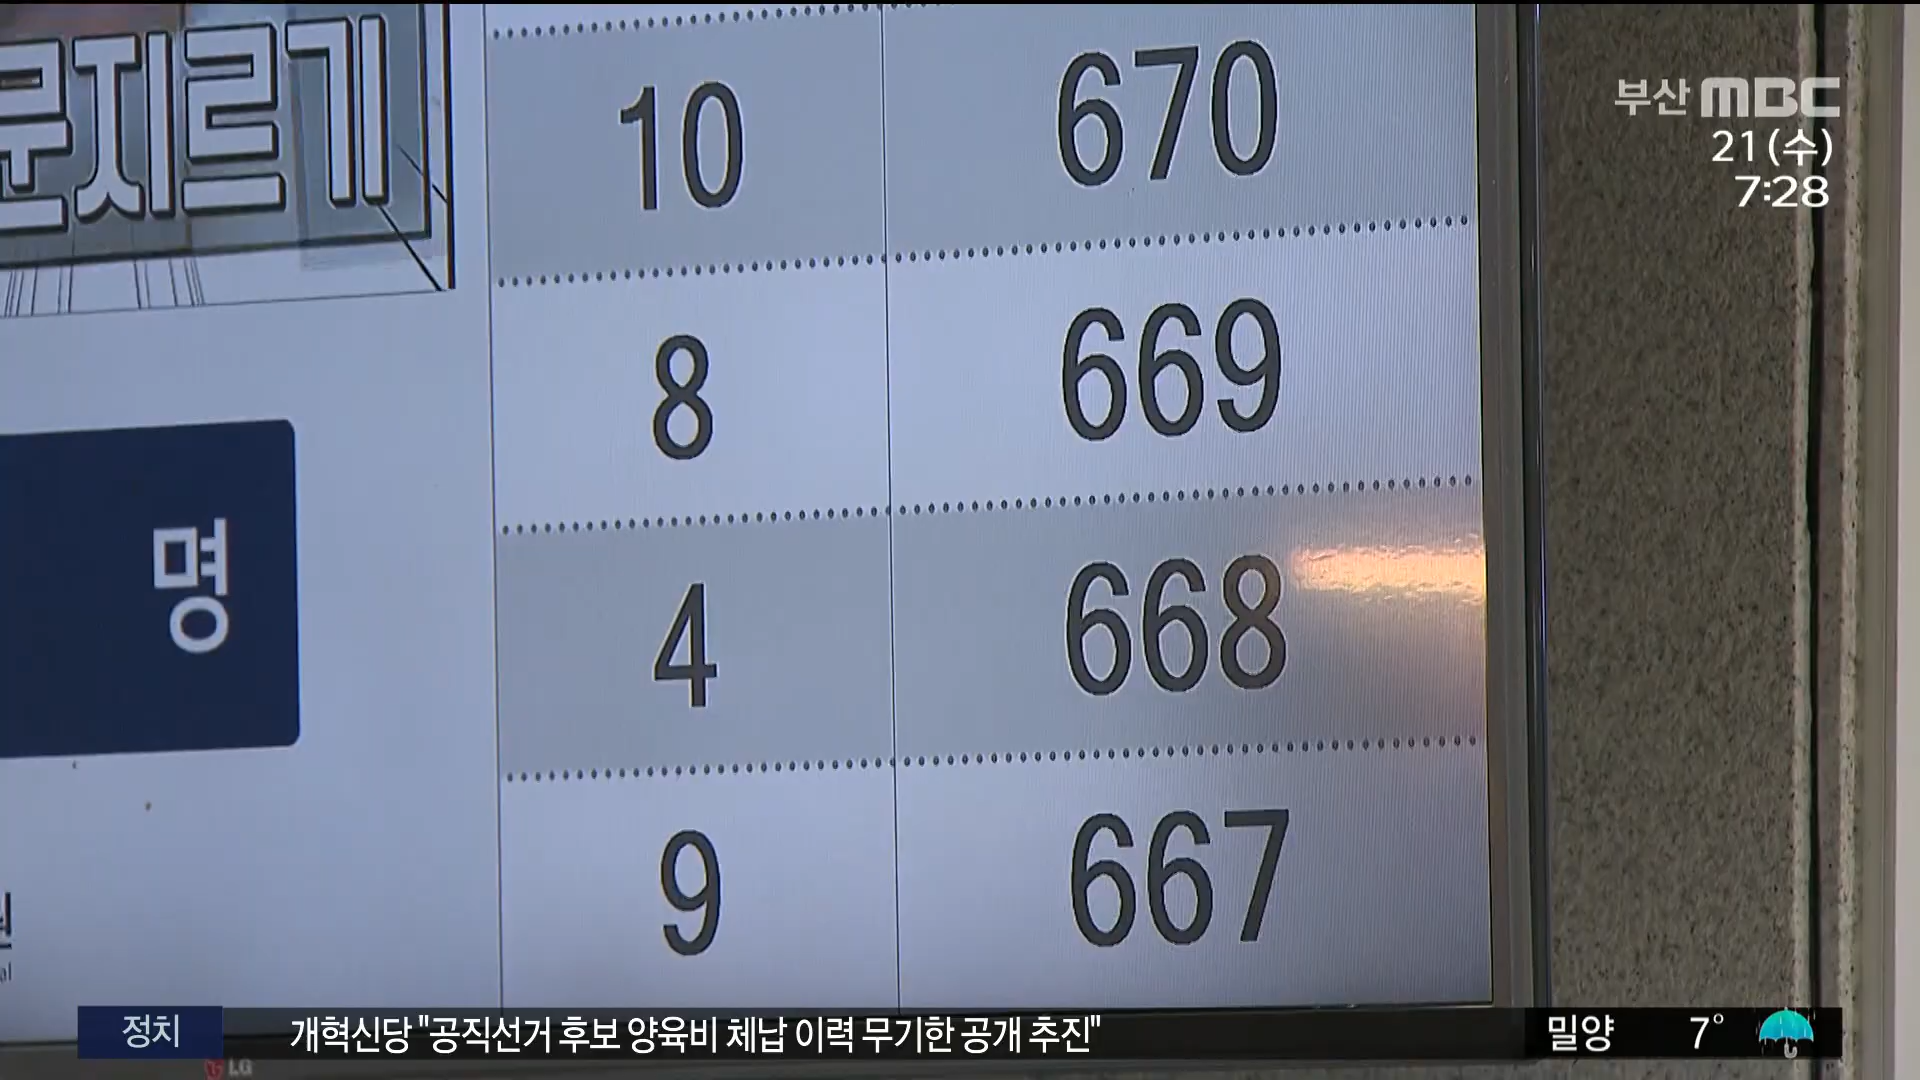 문지르기
10 670
8 669
4 668
9 667
명
al
부산 MBC
21(수)
7:28
정치 개혁신당 "공직선거 후보 양육비 체납 이력 무기한 공개 추진"
밀양 7°
LG